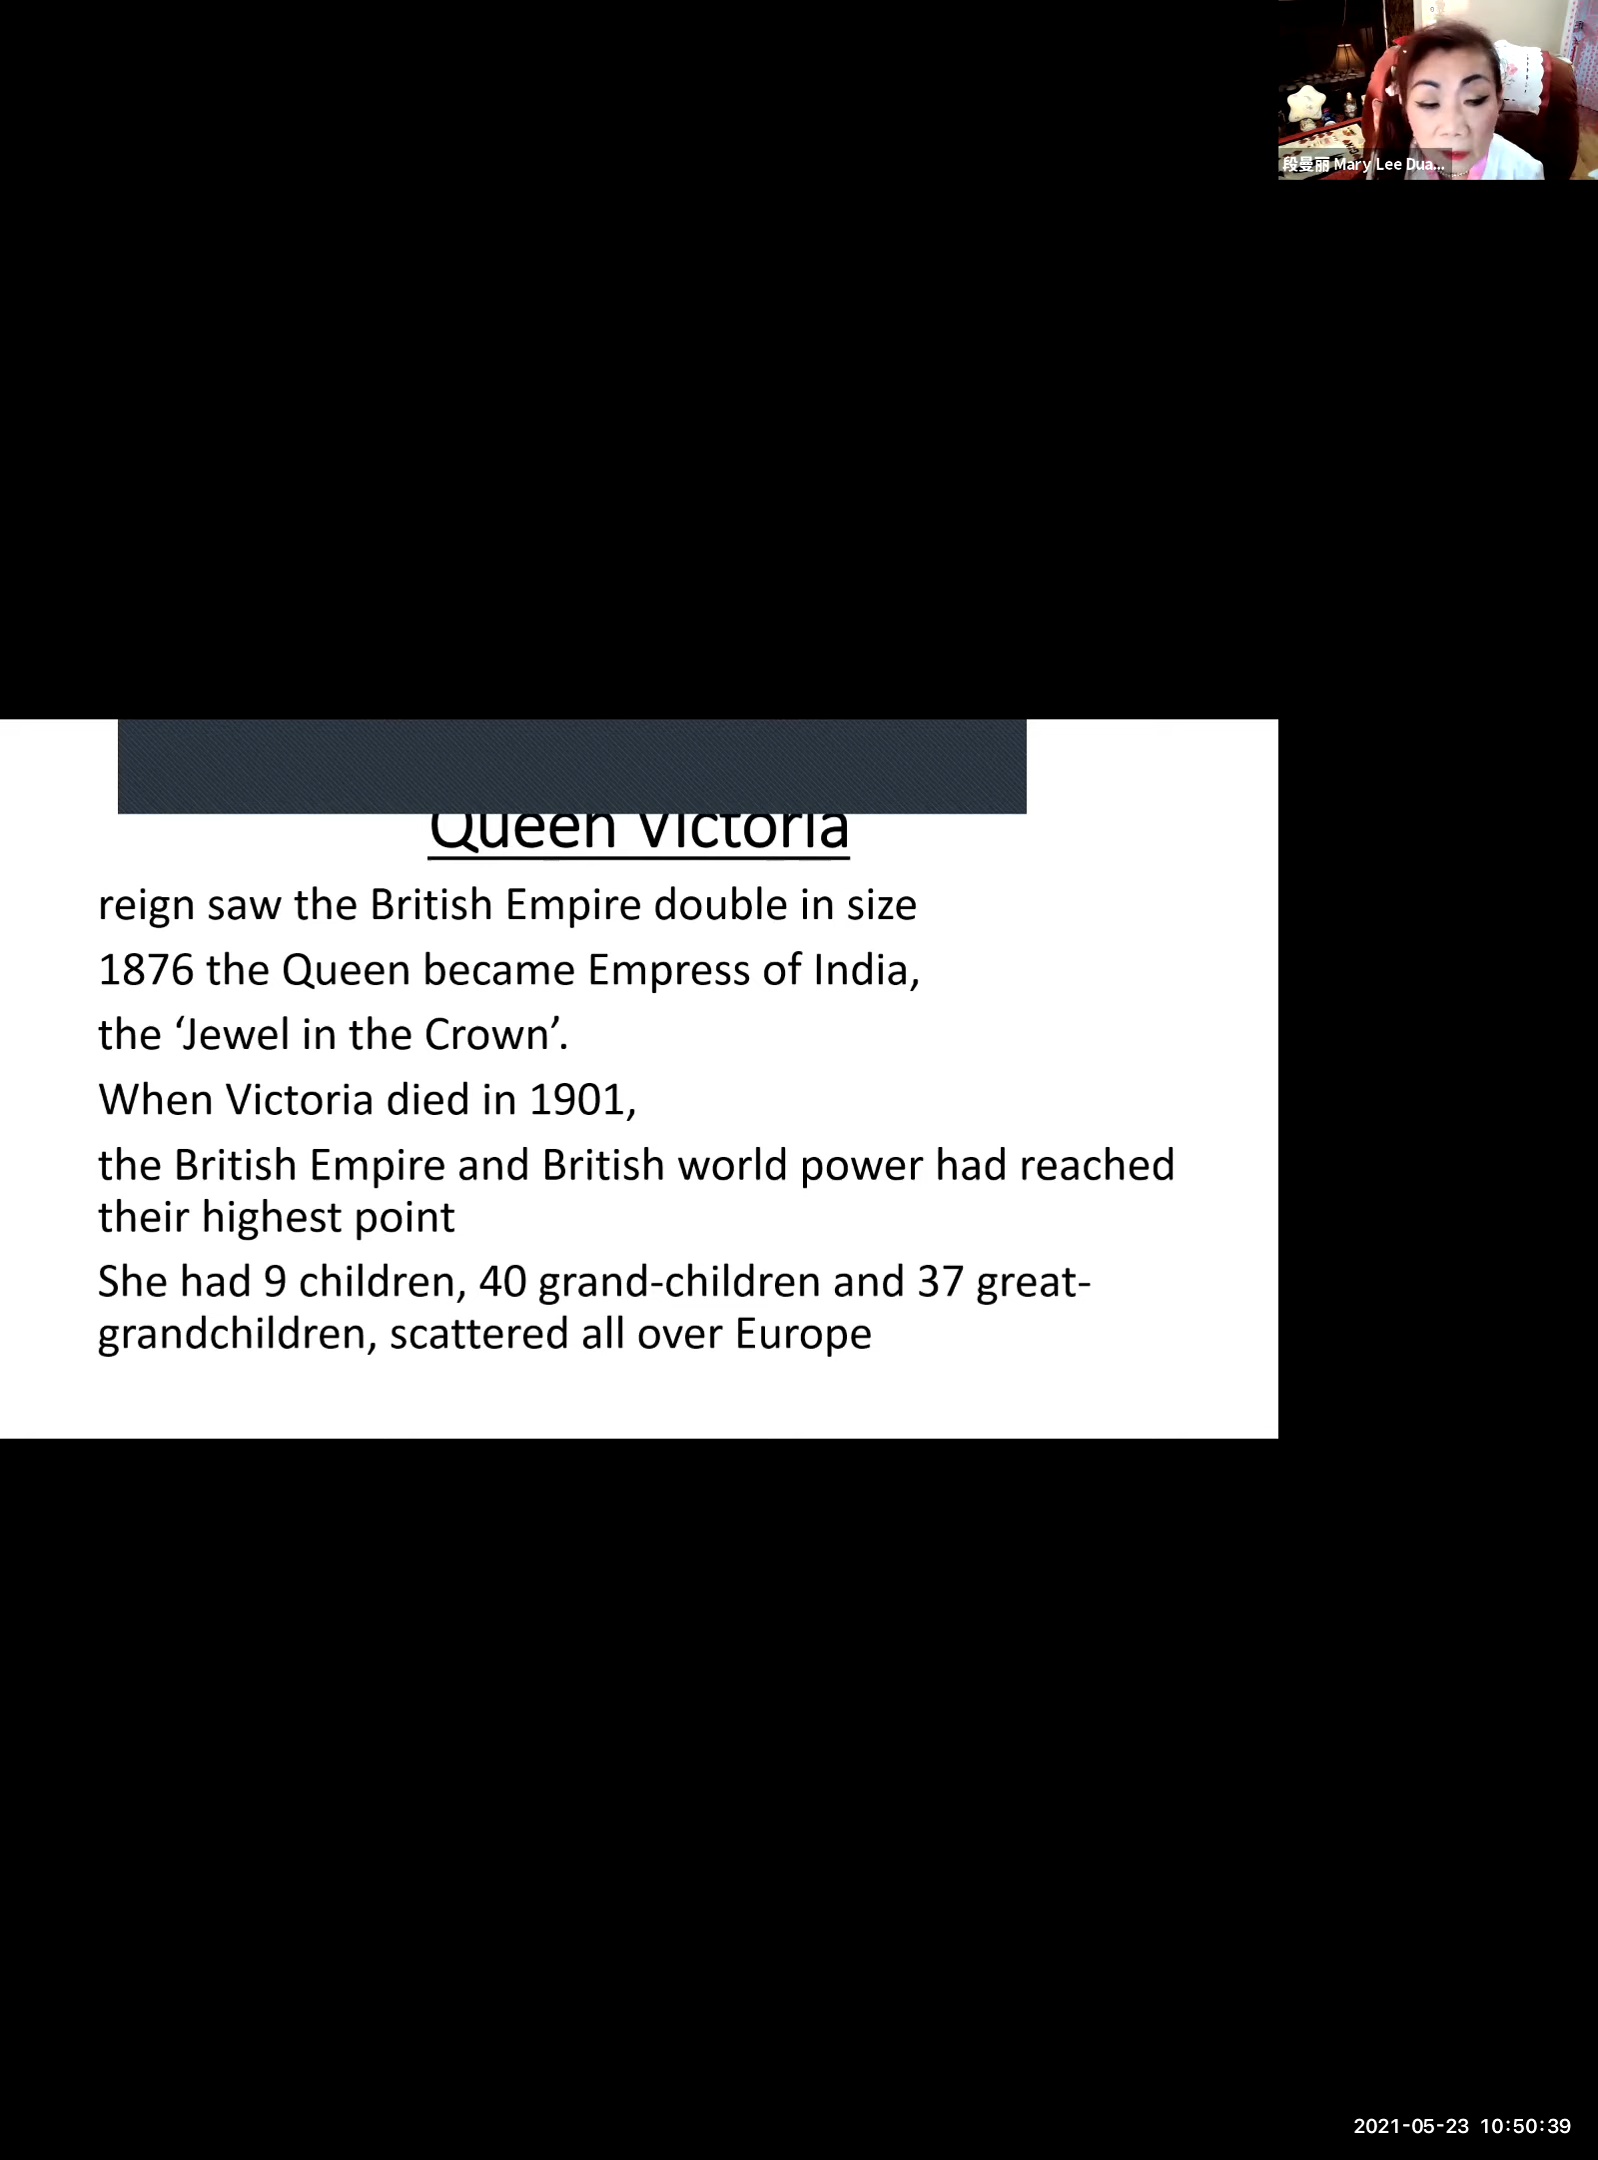 段曼丽 Mary Lee Dua...
Queen Victoria
reign saw the British Empire double in size
1876 the Queen became Empress of India,
the ‘Jewel in the Crown’.
When Victoria died in 1901,
the British Empire and British world power had reached
their highest point
She had 9 children, 40 grand-children and 37 great-
grandchildren, scattered all over Europe
2021-05-23 10:50:39